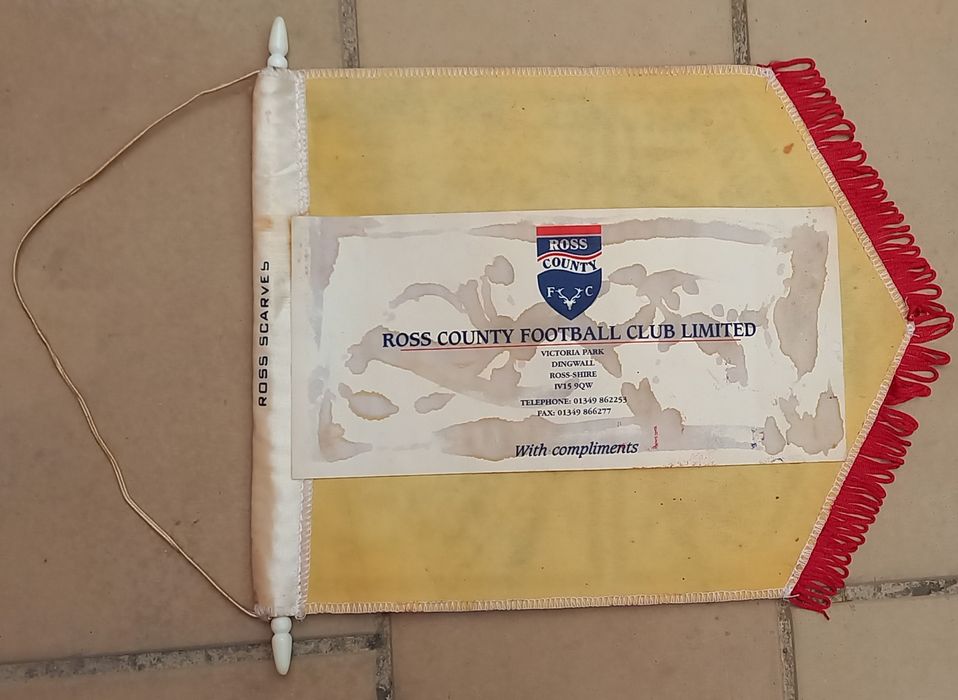 ROSS SCARVES
ROSS
COUNTY
F C
ROSS COUNTY FOOTBALL CLUB LIMITED
VICTORIA PARK
DINGWALL
ROSS-SHIRE
IV15 9QW
TELEPHONE: 01349 862253
FAX: 01349 866277
With compliments